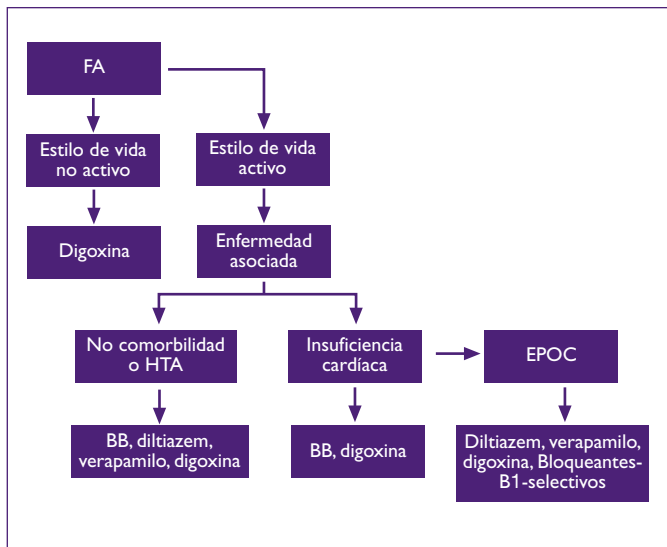 FA
Estilo de vida
no activo
Estilo de vida
activo
Digoxina
Enfermedad
asociada
No comorbilidad
o HTA
Insuficiencia
cardíaca
EPOC
BB, diltiazem,
verapamilo, digoxina
BB, digoxina
Diltiazem, verapamilo,
digoxina, Bloqueantes-
B1-selectivos